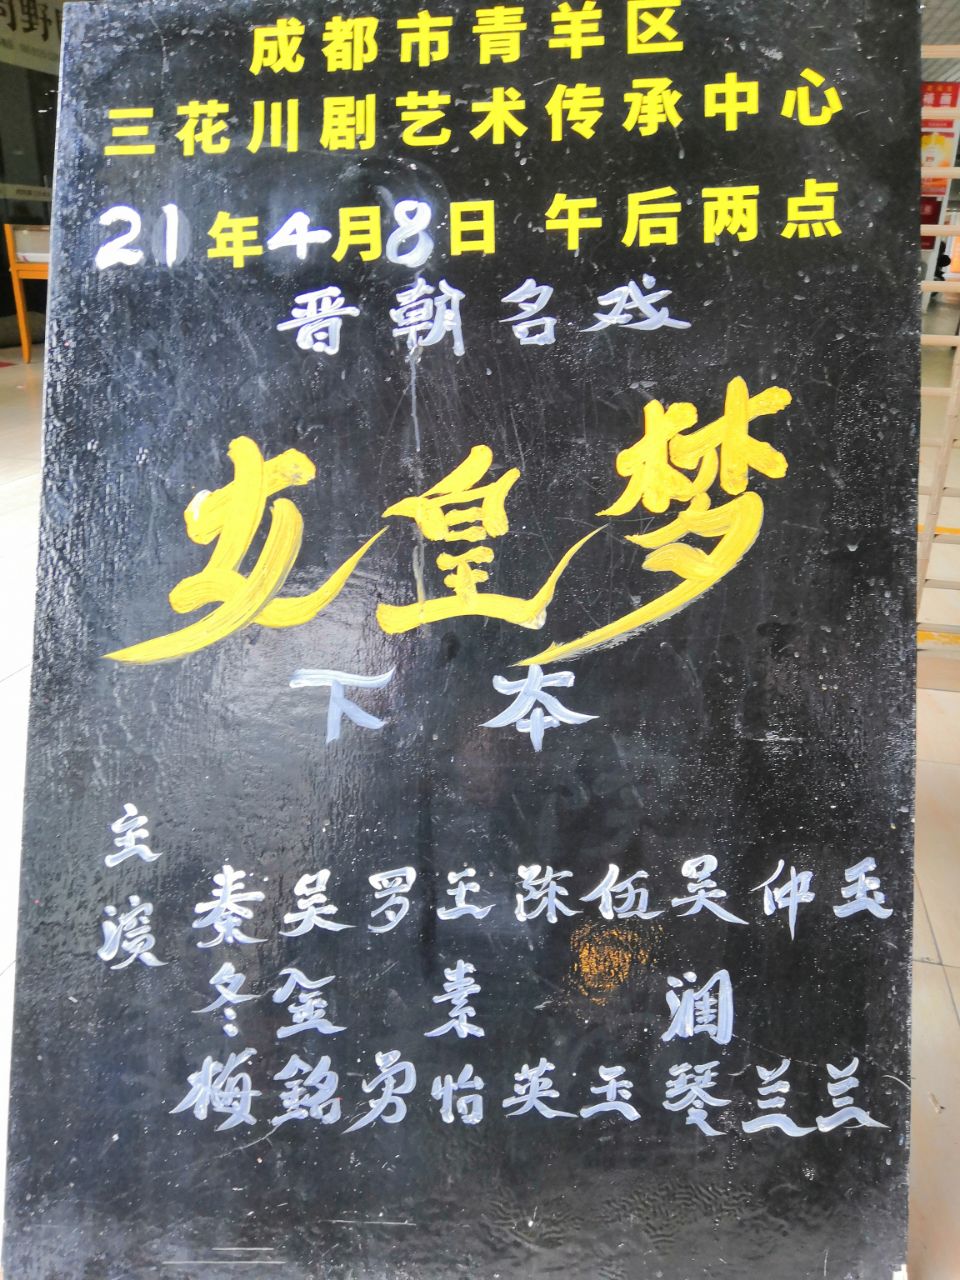 成都市青羊区
三花川剧艺术传承中心
21年4月8日 午后两点
晋朝名戏
皇梦
下本
主演
秦冬梅
吴金銘
罗勇
王素怡
陈英
伍玉
吴澜琴
仲兰
玉兰